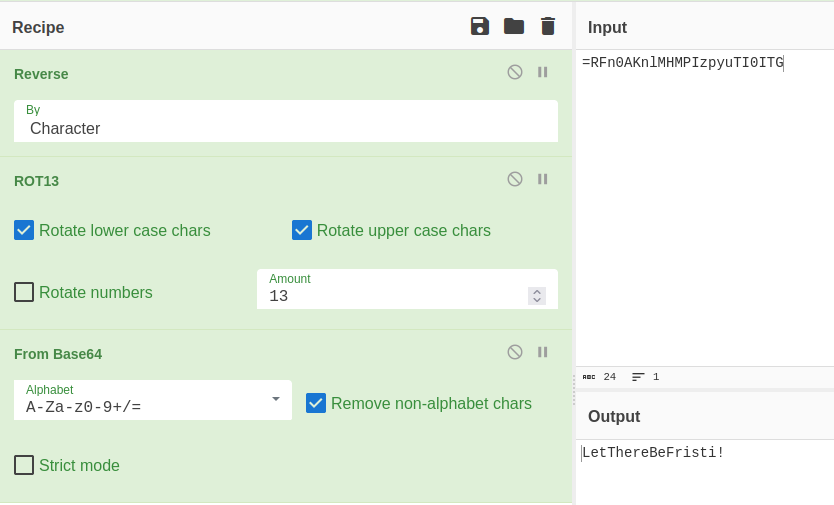 Recipe
Reverse
By
Character
ROT13
Rotate lower case chars
Rotate upper case chars
Rotate numbers
Amount
13
From Base64
Alphabet
A-Za-z0-9+/=
Remove non-alphabet chars
Strict mode
Input
=RFn0AKnlMHMPIzpyuTI0ITG
ABC 24 1
Output
LetThereBeFristi!